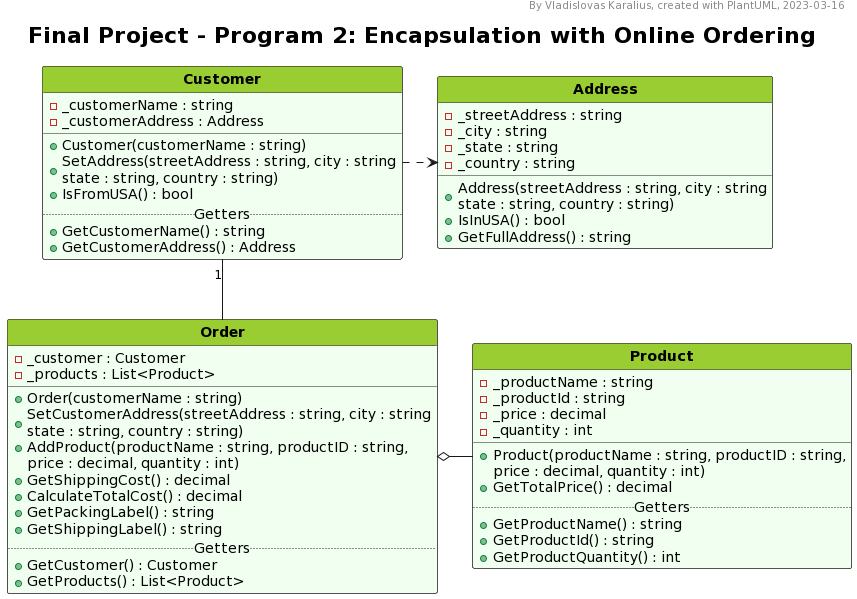 By Vladislovas Karalius, created with PlantUML, 2023-03-16
Final Project - Program 2: Encapsulation with Online Ordering
Customer
_customerName : string
_customerAddress : Address
Customer(customerName : string)
SetAddress(streetAddress : string, city : string
state : string, country : string)
IsFromUSA() : bool
Getters
GetCustomerName() : string
GetCustomerAddress() : Address
Address
_streetAddress : string
_city : string
_state : string
_country : string
Address(streetAddress : string, city : string
state : string, country : string)
IsInUSA() : bool
GetFullAddress() : string
1
Order
_customer : Customer
_products : List<Product>
Order(customerName : string)
SetCustomerAddress(streetAddress : string, city : string
state : string, country : string)
AddProduct(productName : string, productID : string,
price : decimal, quantity : int)
GetShippingCost() : decimal
CalculateTotalCost() : decimal
GetPackingLabel() : string
GetShippingLabel() : string
Getters
GetCustomer() : Customer
GetProducts() : List<Product>
Product
_productName : string
_productId : string
_price : decimal
_quantity : int
Product(productName : string, productID : string,
price : decimal, quantity : int)
GetTotalPrice() : decimal
Getters
GetProductName() : string
GetProductId() : string
GetProductQuantity() : int